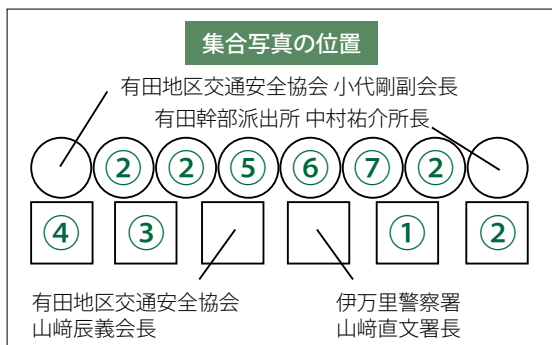 集合写真の位置
有田地区交通安全協会 小代剛副会長
有田幹部派出所 中村祐介所長
② ② ⑤ ⑥ ⑦ ②
④ ③ ① ②
有田地区交通安全協会
山﨑辰義会長
伊万里警察署
山﨑直文署長